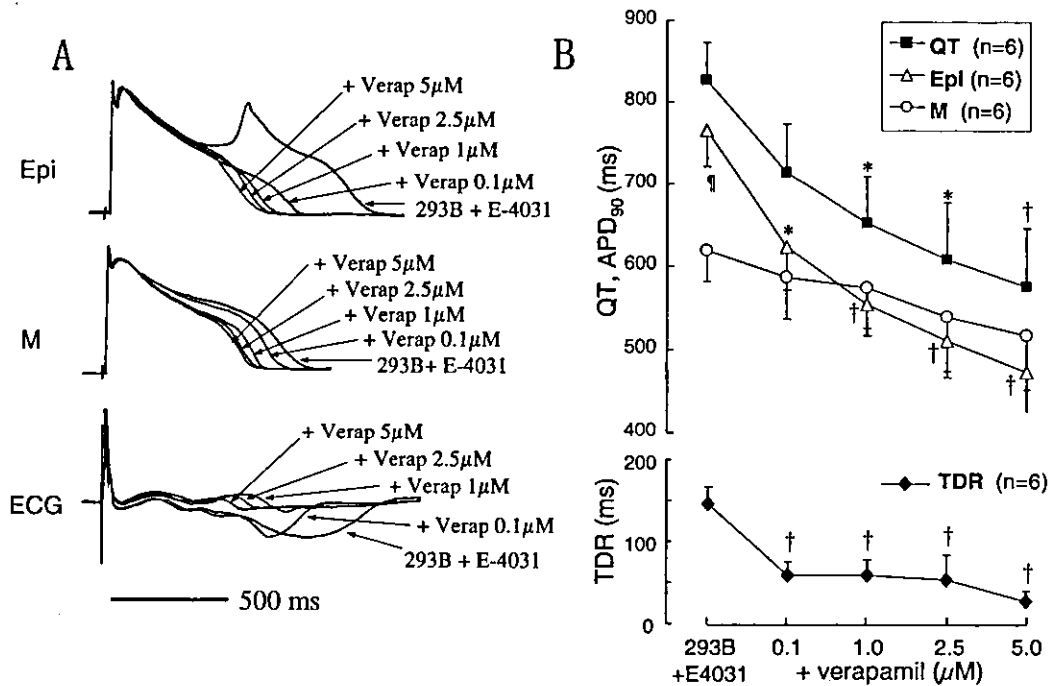 A
Epi
+ Verap 5µM
+ Verap 2.5µM
+ Verap 1µM
+ Verap 0.1µM
293B + E-4031
M
+ Verap 5µM
+ Verap 2.5µM
+ Verap 1µM
+ Verap 0.1µM
293B+ E-4031
ECG
+ Verap 5µM
+ Verap 2.5µM
+ Verap 1µM
+ Verap 0.1µM
293B + E-4031
500 ms
B
QT, APD90 (ms)
900
800
700
600
500
400
QT (n=6)
Epi (n=6)
M (n=6)
¶
*
*
*
†
†
†
†
TDR (ms)
200
100
0
TDR (n=6)
†
†
†
†
293B 0.1 1.0 2.5 5.0
+E4031 + verapamil (µM)